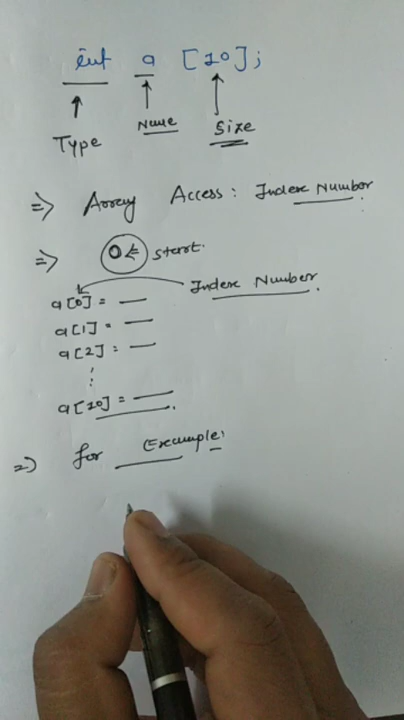 int a [10];
Type Name Size
=> Array Access: Index Number.
=> 0 <= start.
Index Number.
a[0] = —
a[1] = —
a[2] = —
⋮
a[10] = —.
=> for Example: